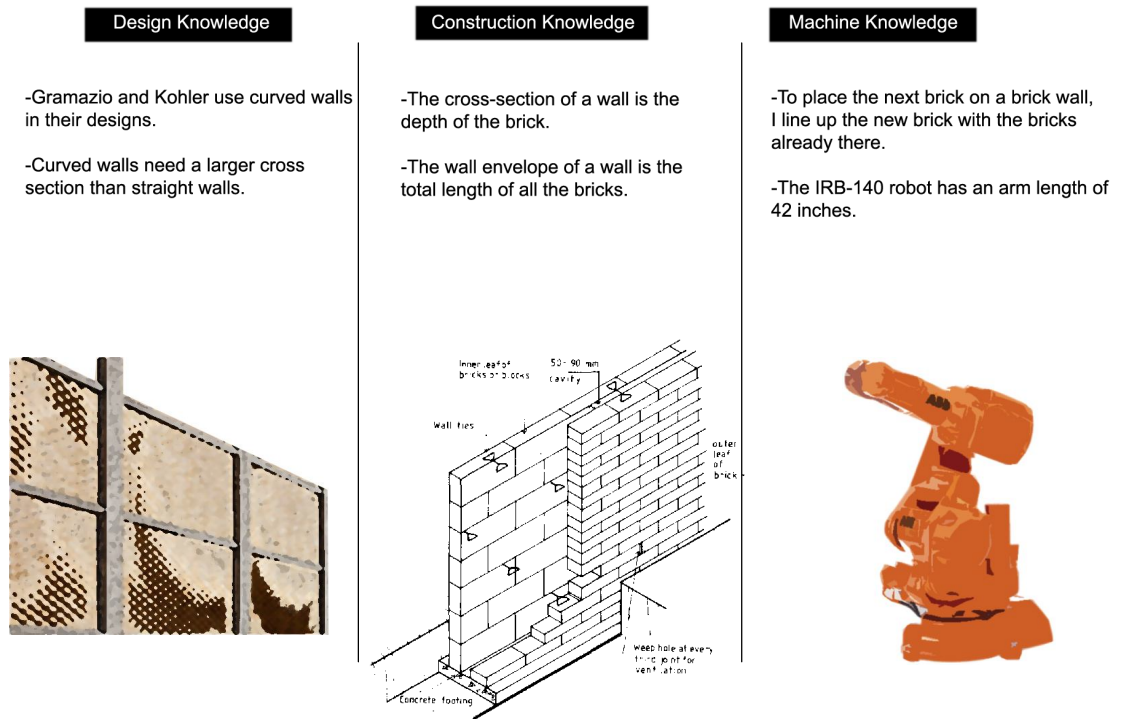 Design Knowledge
Construction Knowledge
Machine Knowledge
-Gramazio and Kohler use curved walls
in their designs.
-Curved walls need a larger cross
section than straight walls.
-The cross-section of a wall is the
depth of the brick.
-The wall envelope of a wall is the
total length of all the bricks.
-To place the next brick on a brick wall,
I line up the new brick with the bricks
already there.
-The IRB-140 robot has an arm length of
42 inches.
Inner leaf of
bricks or blocks
50-90 mm
cavity
Wall ties
outer
leaf
of
brick
weep hole at every
third joint for
ventilation
Concrete footing
ABB